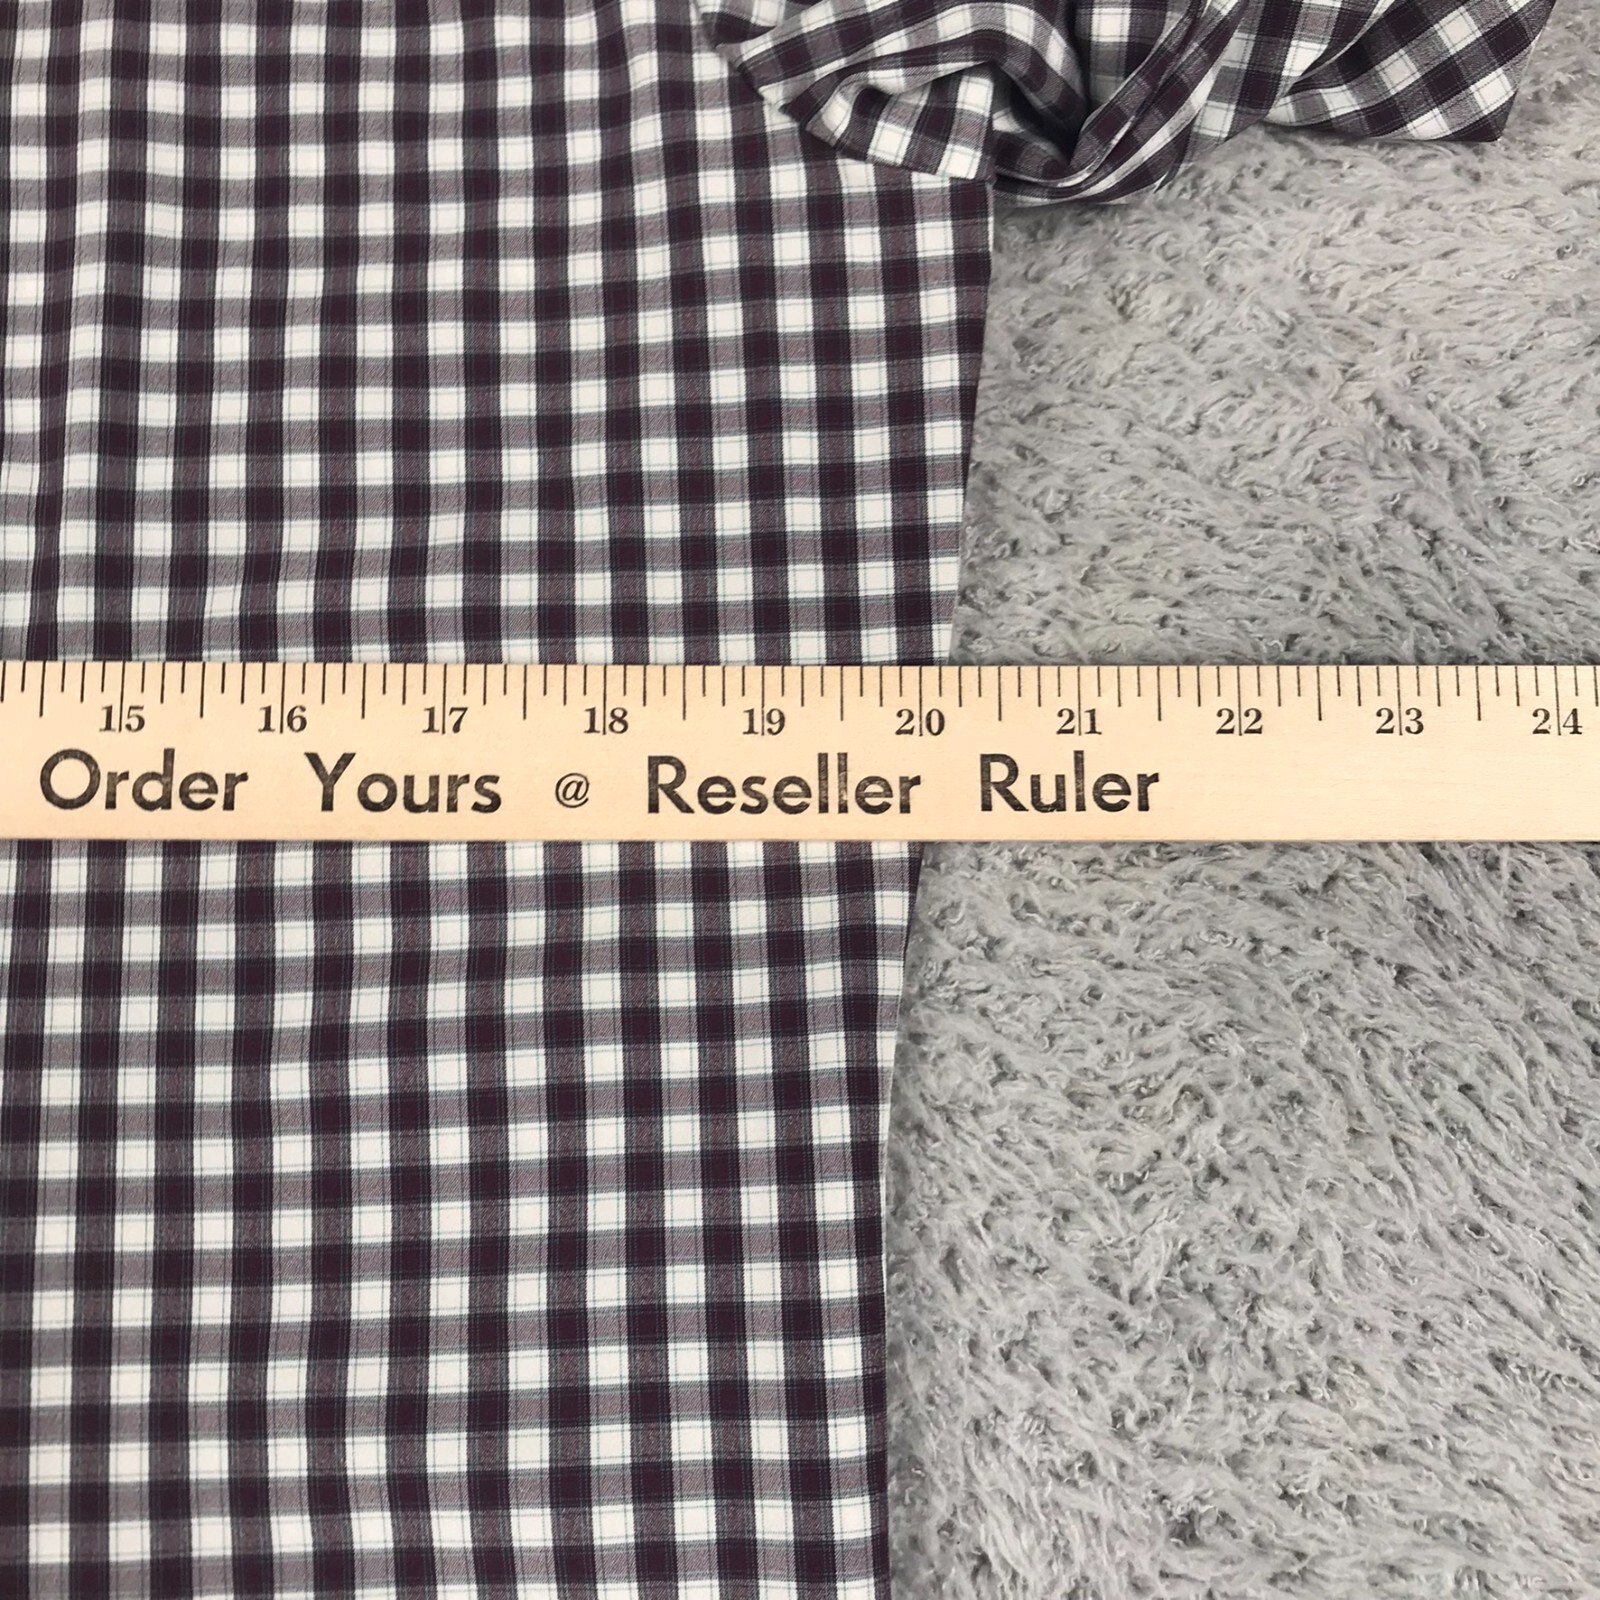 15 16 17 18 19 20 21 22 23 24
Order Yours @ Reseller Ruler